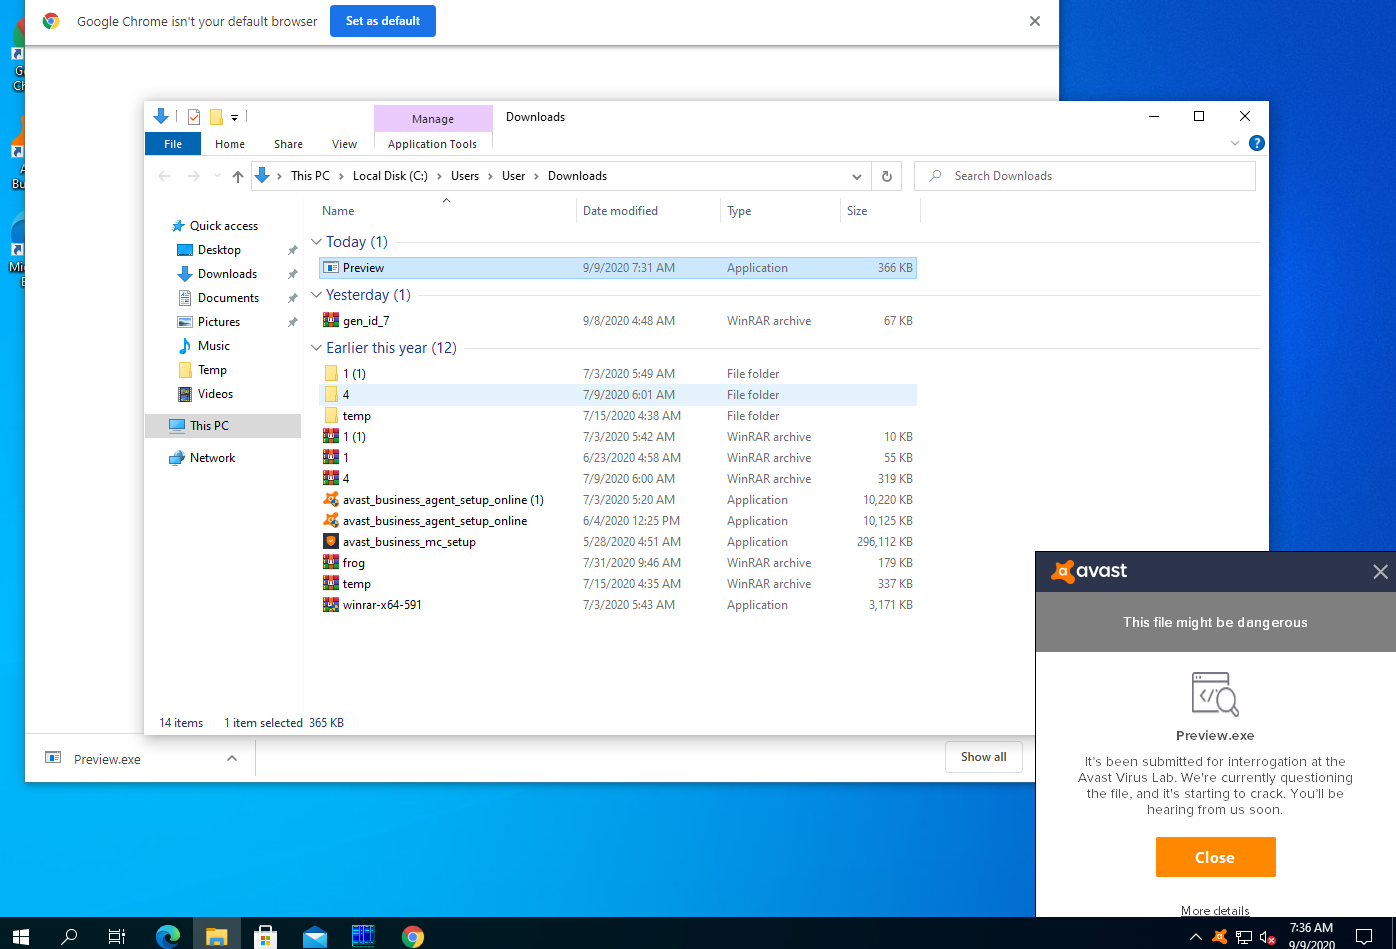 Google Chrome isn't your default browser
Set as default
Manage
Downloads
File
Home
Share
View
Application Tools
This PC
Local Disk (C:)
Users
User
Downloads
Search Downloads
Name
Date modified
Type
Size
Quick access
Desktop
Downloads
Documents
Pictures
Music
Temp
Videos
This PC
Network
Today (1)
Preview 9/9/2020 7:31 AM Application 366 KB
Yesterday (1)
gen_id_7 9/8/2020 4:48 AM WinRAR archive 67 KB
Earlier this year (12)
1 (1) 7/3/2020 5:49 AM File folder
4 7/9/2020 6:01 AM File folder
temp 7/15/2020 4:38 AM File folder
1 (1) 7/3/2020 5:42 AM WinRAR archive 10 KB
1 6/23/2020 4:58 AM WinRAR archive 55 KB
4 7/9/2020 6:00 AM WinRAR archive 319 KB
avast_business_agent_setup_online (1) 7/3/2020 5:20 AM Application 10,220 KB
avast_business_agent_setup_online 6/4/2020 12:25 PM Application 10,125 KB
avast_business_mc_setup 5/28/2020 4:51 AM Application 296,112 KB
frog 7/31/2020 9:46 AM WinRAR archive 179 KB
temp 7/15/2020 4:35 AM WinRAR archive 337 KB
winrar-x64-591 7/3/2020 5:43 AM Application 3,171 KB
14 items
1 item selected 365 KB
Preview.exe
Show all
avast
This file might be dangerous
Preview.exe
It's been submitted for interrogation at the
Avast Virus Lab. We're currently questioning
the file, and it's starting to crack. You'll be
hearing from us soon.
Close
More details
7:36 AM
9/9/2020